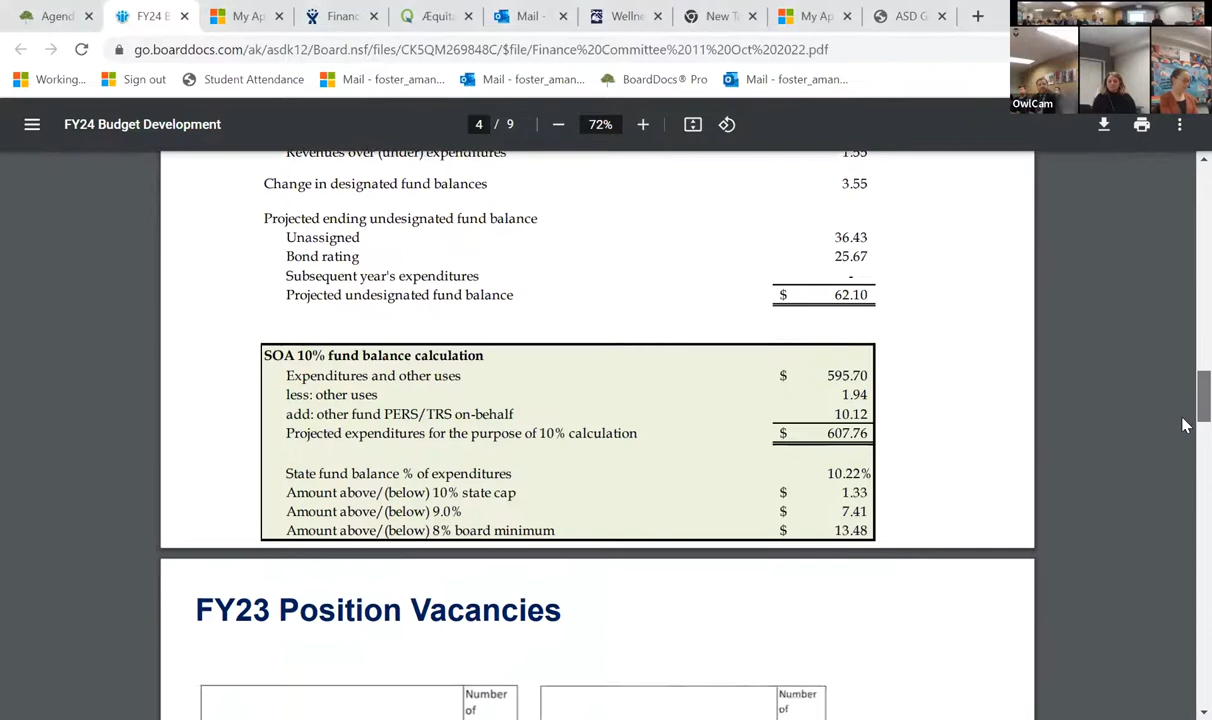 Agend
FY24 E
My Ap
Financ
Æquita
Mail -
Wellne
New T
My Ap
ASD G
go.boarddocs.com/ak/asdk12/Board.nsf/files/CK5QM269848C/$file/Finance%20Committee%2011%20Oct%202022.pdf
Working...
Sign out
Student Attendance
Mail - foster_aman...
Mail - foster_aman...
BoardDocs® Pro
Mail - foster_aman...
OwlCam
FY24 Budget Development
4 / 9
72%
Revenues over (under) expenditures 1.55
Change in designated fund balances 3.55
Projected ending undesignated fund balance
Unassigned 36.43
Bond rating 25.67
Subsequent year's expenditures -
Projected undesignated fund balance $ 62.10
SOA 10% fund balance calculation
Expenditures and other uses $ 595.70
less: other uses 1.94
add: other fund PERS/TRS on-behalf 10.12
Projected expenditures for the purpose of 10% calculation $ 607.76
State fund balance % of expenditures 10.22%
Amount above/(below) 10% state cap $ 1.33
Amount above/(below) 9.0% $ 7.41
Amount above/(below) 8% board minimum $ 13.48
FY23 Position Vacancies
Number
of
Number
of